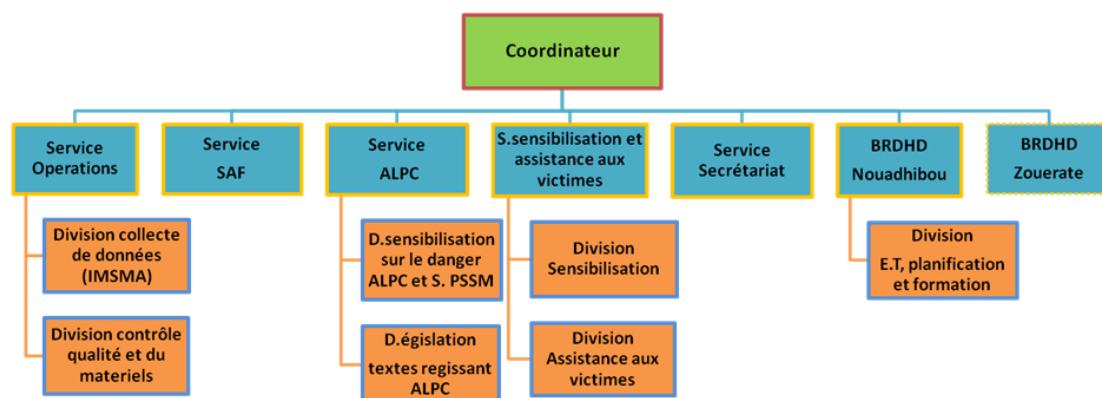 Coordinateur
Service
Operations
Service
SAF
Service
ALPC
S.sensibilisation et
assistance aux
victimes
Service
Secrétariat
BRDHD
Nouadhibou
BRDHD
Zouerate
Division collecte
de données
(IMSMA)
Division contrôle
qualité et du
materiels
D.sensibilisation
sur le danger
ALPC et S. PSSM
D.égislation
textes regissant
ALPC
Division
Sensibilisation
Division
Assistance aux
victimes
Division
E.T, planification
et formation